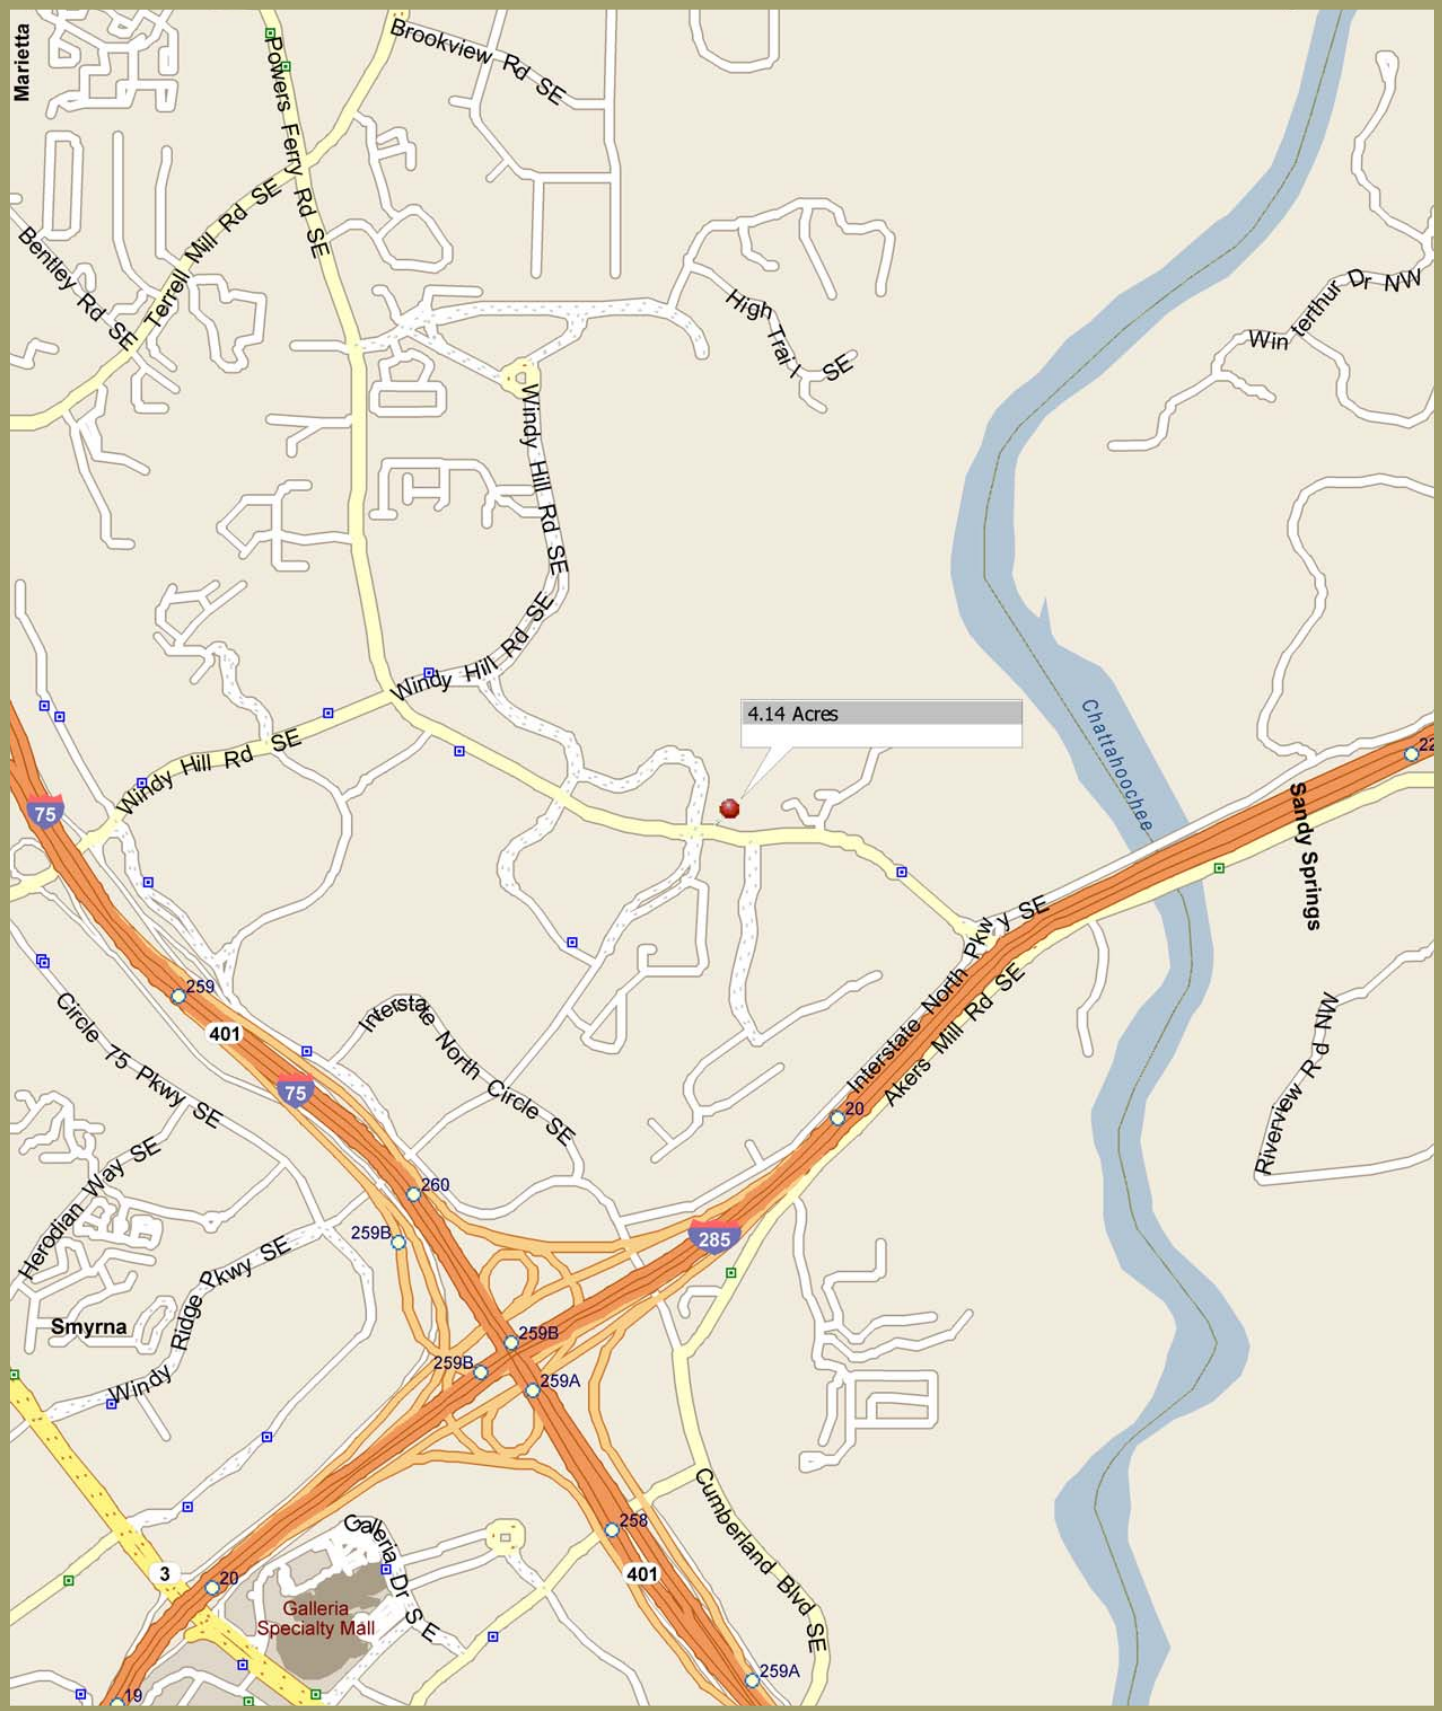 Marietta
Brookview Rd SE
Powers Ferry Rd SE
Terrell Mill Rd SE
Bentley Rd SE
High Trail SE
Winterthur Dr NW
Windy Hill Rd SE
Windy Hill Rd SE
Windy Hill Rd SE
4.14 Acres
Chattahoochee
22
Sandy Springs
75
259
401
Circle 75 Pkwy SE
75
Interstate North Circle SE
Interstate North Pkwy SE
Akers Mill Rd SE
20
Riverview Rd NW
Herodian Way SE
260
259B
285
Windy Ridge Pkwy SE
Smyrna
259B
259B
259A
Cumberland Blvd SE
258
401
Galleria Dr SE
3
20
Galleria
Specialty Mall
259A
19